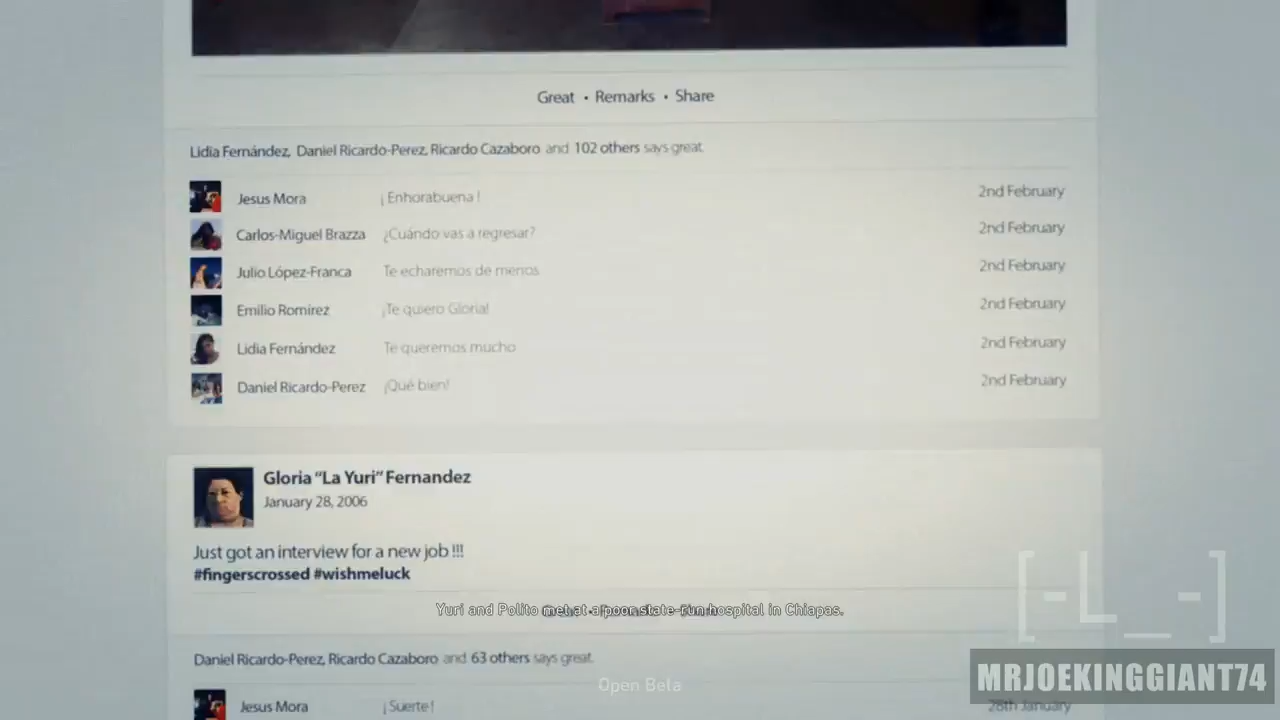 Great • Remarks • Share
Lidia Fernández, Daniel Ricardo-Perez, Ricardo Cazaboro and 102 others says great.
Jesus Mora ¡Enhorabuena! 2nd February
Carlos-Miguel Brazza ¿Cuándo vas a regresar? 2nd February
Julio López-Franca Te echaremos de menos 2nd February
Emilio Romirez ¡Te quiero Gloria! 2nd February
Lidia Fernández Te queremos mucho 2nd February
Daniel Ricardo-Perez ¡Qué bien! 2nd February
Gloria "La Yuri" Fernandez
January 28, 2006
Just got an interview for a new job !!!
#fingerscrossed #wishmeluck
Yuri and Polito met at a poor state-run hospital in Chiapas.
[-L_-]
Daniel Ricardo-Perez, Ricardo Cazaboro and 63 others says great.
Open Beta
MRJOEKINGGIANT74
Jesus Mora ¡Suerte! 28th January